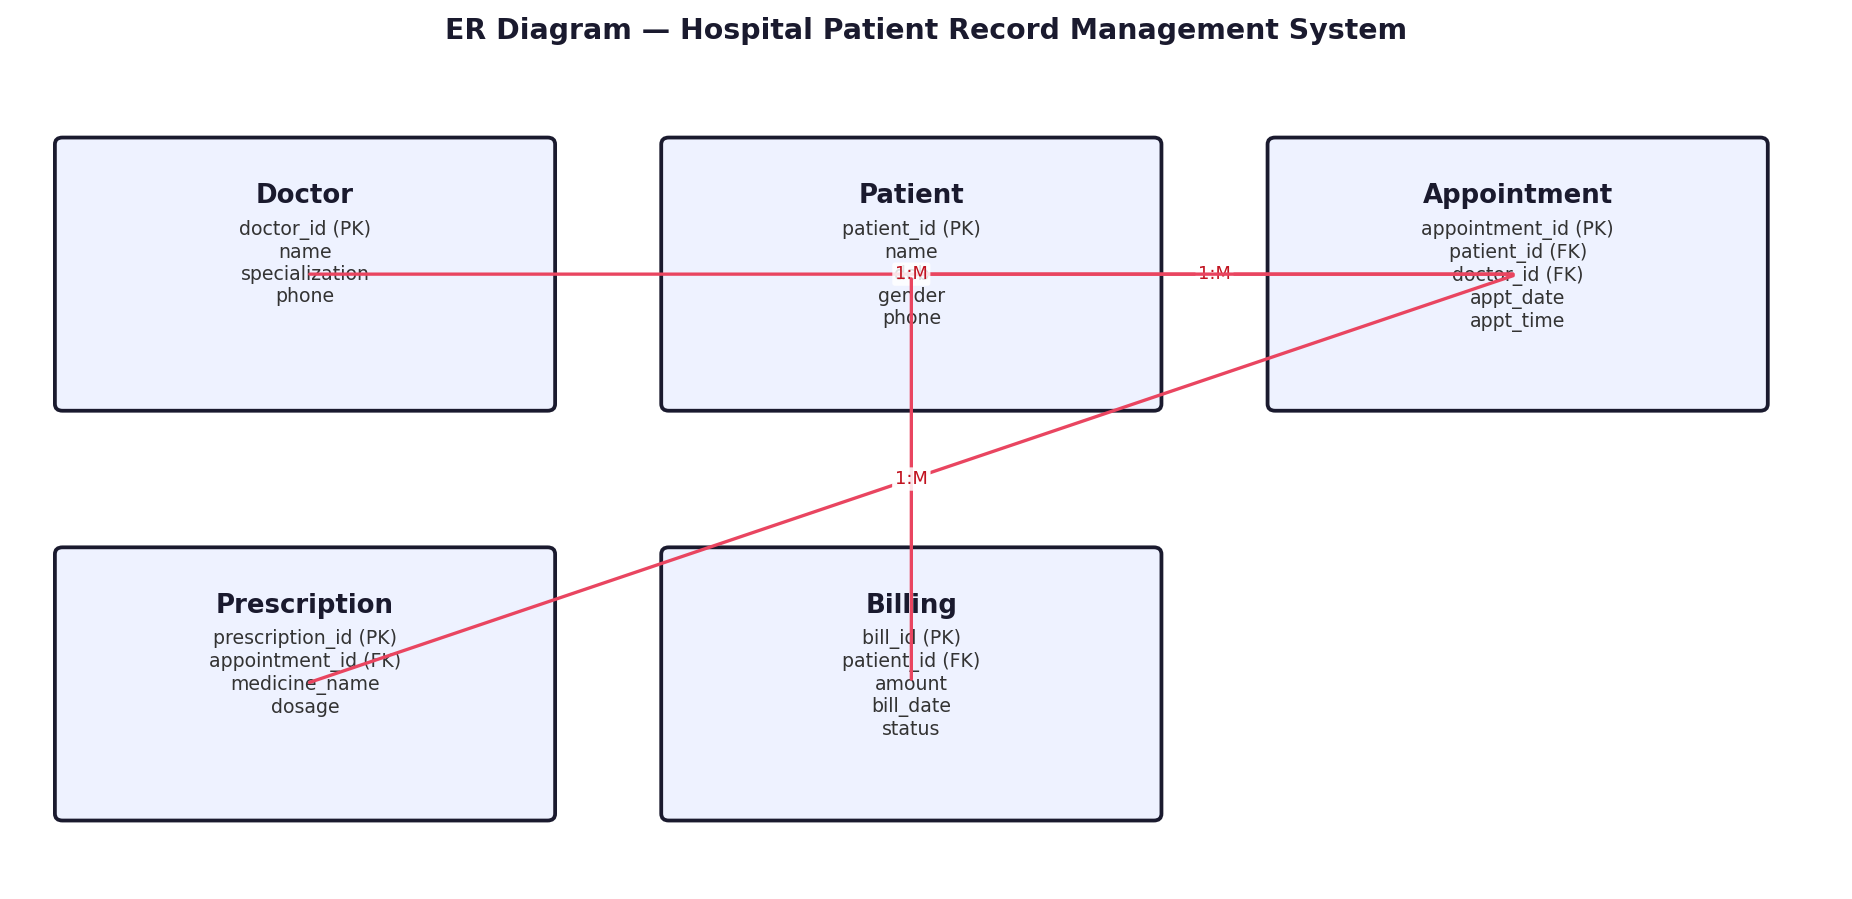 ER Diagram — Hospital Patient Record Management System
Doctor
doctor_id (PK)
name
specialization
phone
Patient
patient_id (PK)
name
1:M
gender
phone
1:M
Appointment
appointment_id (PK)
patient_id (FK)
doctor_id (FK)
appt_date
appt_time
1:M
Prescription
prescription_id (PK)
appointment_id (FK)
medicine_name
dosage
Billing
bill_id (PK)
patient_id (FK)
amount
bill_date
status